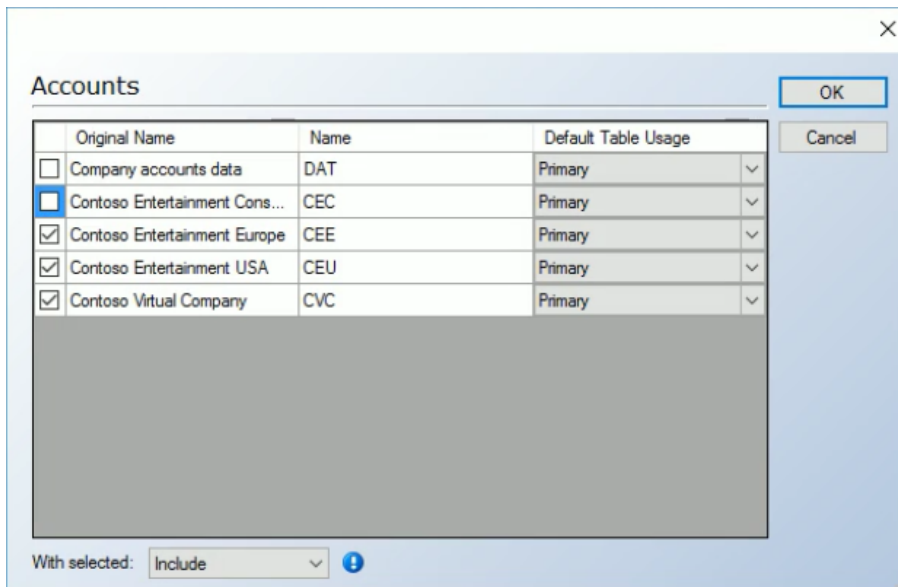 Accounts
OK
Cancel
Original Name Name Default Table Usage
Company accounts data DAT Primary
Contoso Entertainment Cons... CEC Primary
Contoso Entertainment Europe CEE Primary
Contoso Entertainment USA CEU Primary
Contoso Virtual Company CVC Primary
With selected: Include